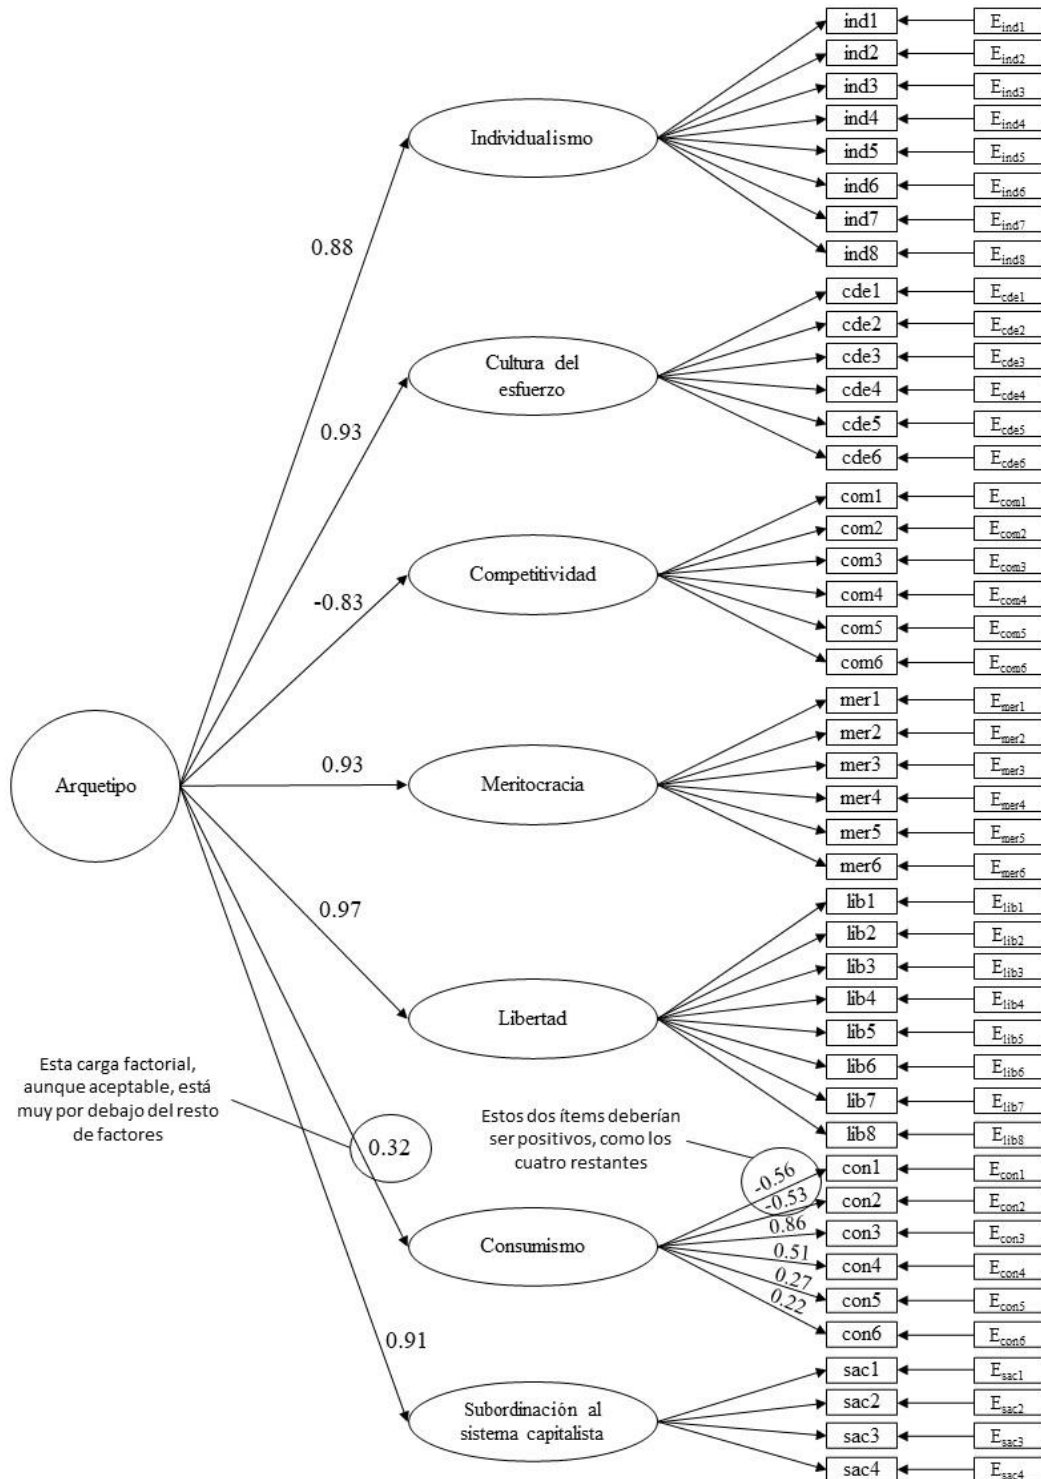 ind1
E_ind1
ind2
E_ind2
ind3
E_ind3
ind4
E_ind4
Individualismo
ind5
E_ind5
ind6
E_ind6
ind7
E_ind7
0.88
ind8
E_ind8
cde1
E_cde1
cde2
E_cde2
Cultura del
esfuerzo
cde3
E_cde3
cde4
E_cde4
0.93
cde5
E_cde5
cde6
E_cde6
com1
E_com1
com2
E_com2
com3
E_com3
Competitividad
com4
E_com4
-0.83
com5
E_com5
com6
E_com6
mer1
E_mer1
mer2
E_mer2
mer3
E_mer3
Arquetipo
0.93
Meritocracia
mer4
E_mer4
mer5
E_mer5
mer6
E_mer6
lib1
E_lib1
0.97
lib2
E_lib2
lib3
E_lib3
lib4
E_lib4
Libertad
lib5
E_lib5
lib6
E_lib6
lib7
E_lib7
lib8
E_lib8
Esta carga factorial,
aunque aceptable, está
muy por debajo del resto
de factores
0.32
Estos dos ítems deberían
ser positivos, como los
cuatro restantes
-0.56
con1
E_con1
-0.53
con2
E_con2
0.86
con3
E_con3
Consumismo
0.51
con4
E_con4
0.27
con5
E_con5
0.22
con6
E_con6
0.91
sac1
E_sac1
sac2
E_sac2
Subordinación al
sistema capitalista
sac3
E_sac3
sac4
E_sac4